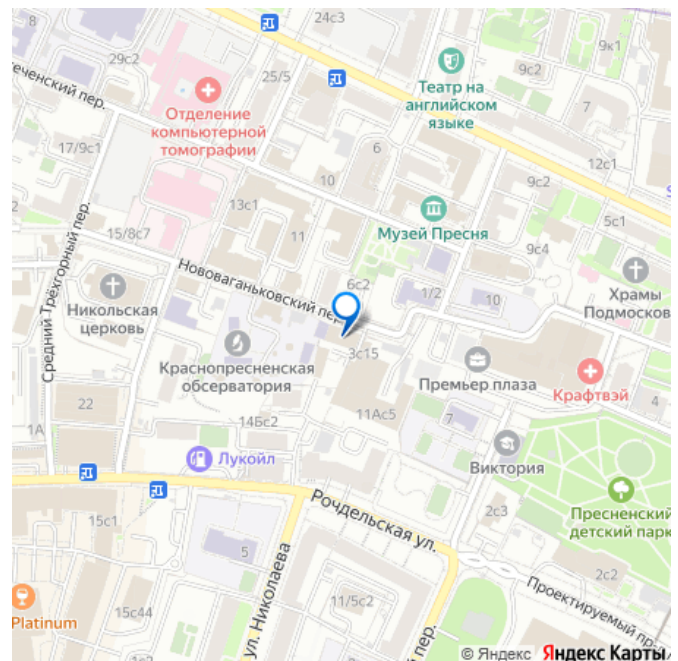 24с3
8
9к1
29с2
9с2
еченский пер.
25/5
Театр на
английском
языке
7
Отделение
компьютерной
томографии
17/9с1
6
12с1
10
9с2
2
13с1
Музей Пресня
5с1
15/8с7
11
9с4
Средний Трёхгорный пер.
Нововаганьковский пер.
6с2
1/2
10
Никольская
церковь
Храмы
Подмосков
3с15
Краснопресненская
обсерватория
Премьер плаза
Крафтвэй
22
11Ас5
4
1А
14Бс2
7
Лукойл
Виктория
Рочдельская ул.
Пресненский
детский парк
15с1
2с3
5
ул. Николаева
2с2
11/5с2
Проектируемый пр
Platinum
15с44
пер.
© Яндекс Яндекс Карты